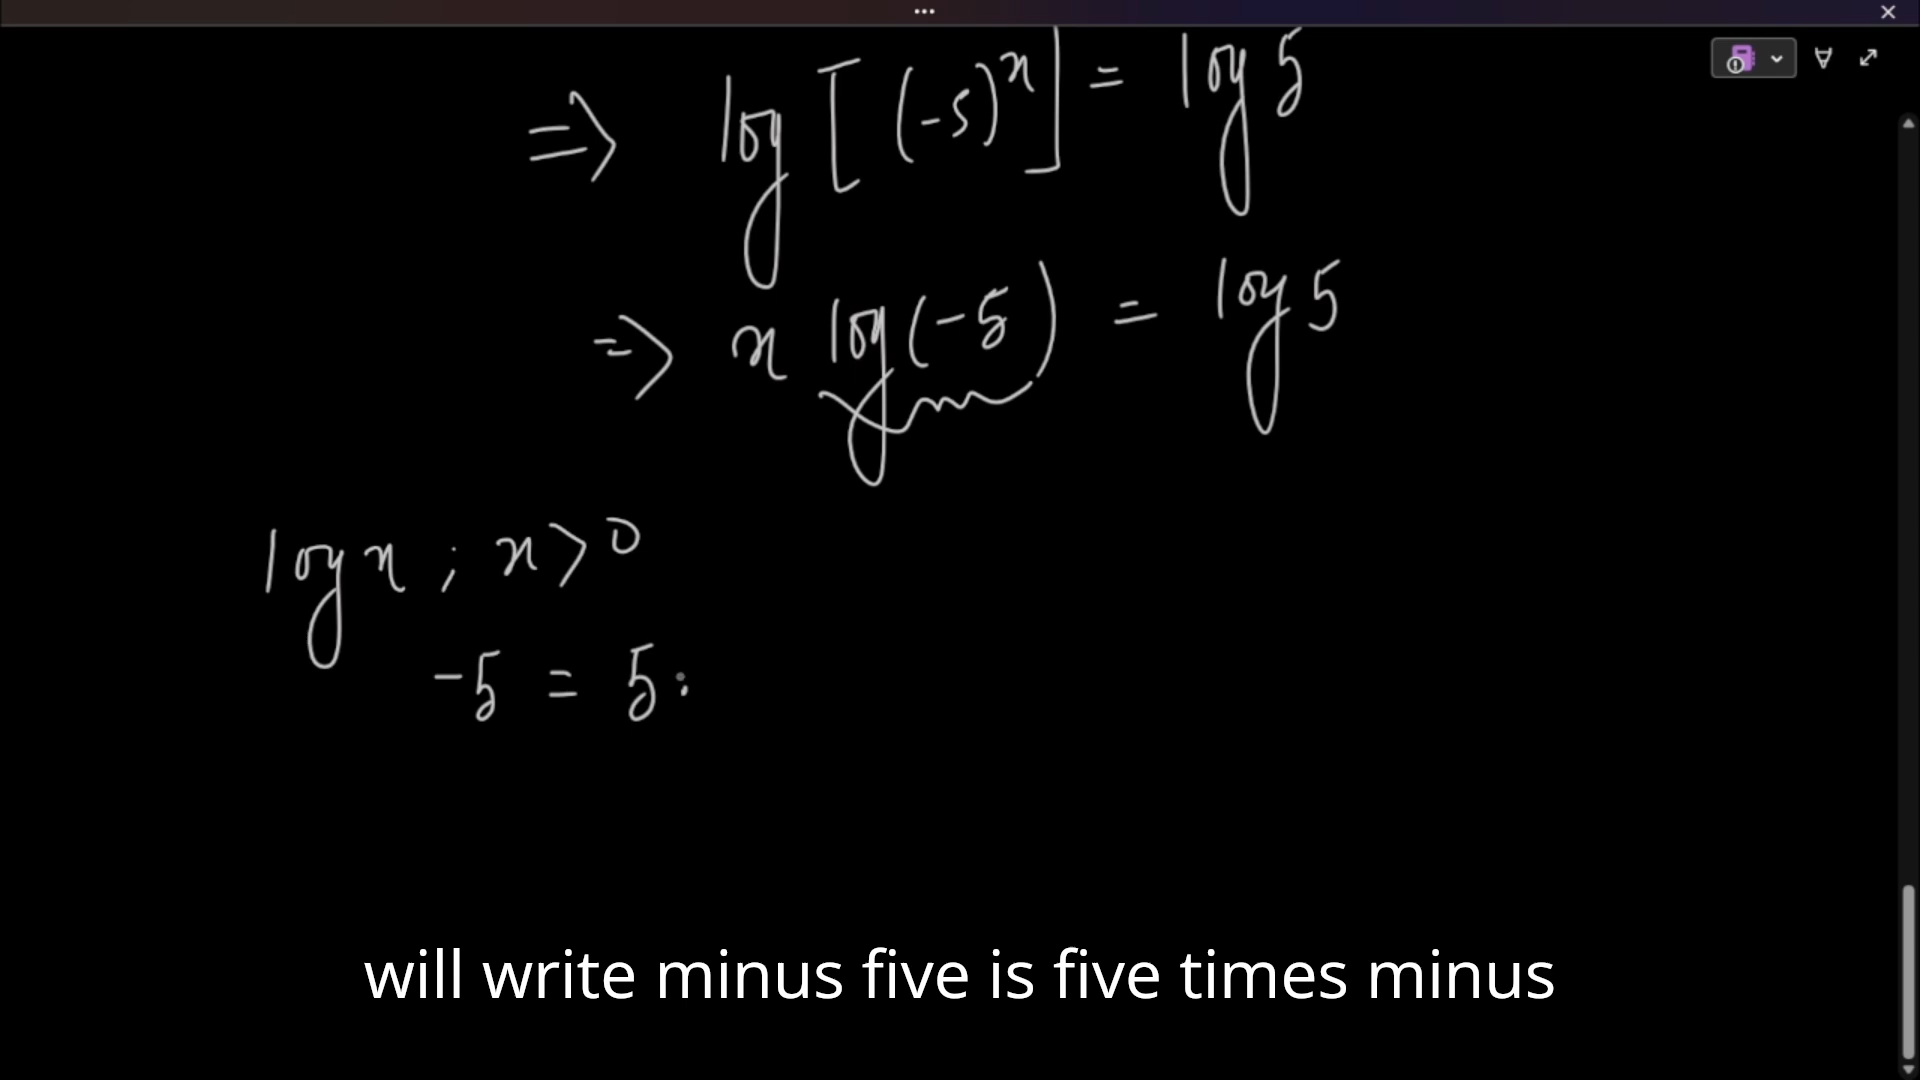 ...
=> log [(-5)^x] = log 5
=> x log(-5) = log 5
log x ; x > 0
-5 = 5.
will write minus five is five times minus